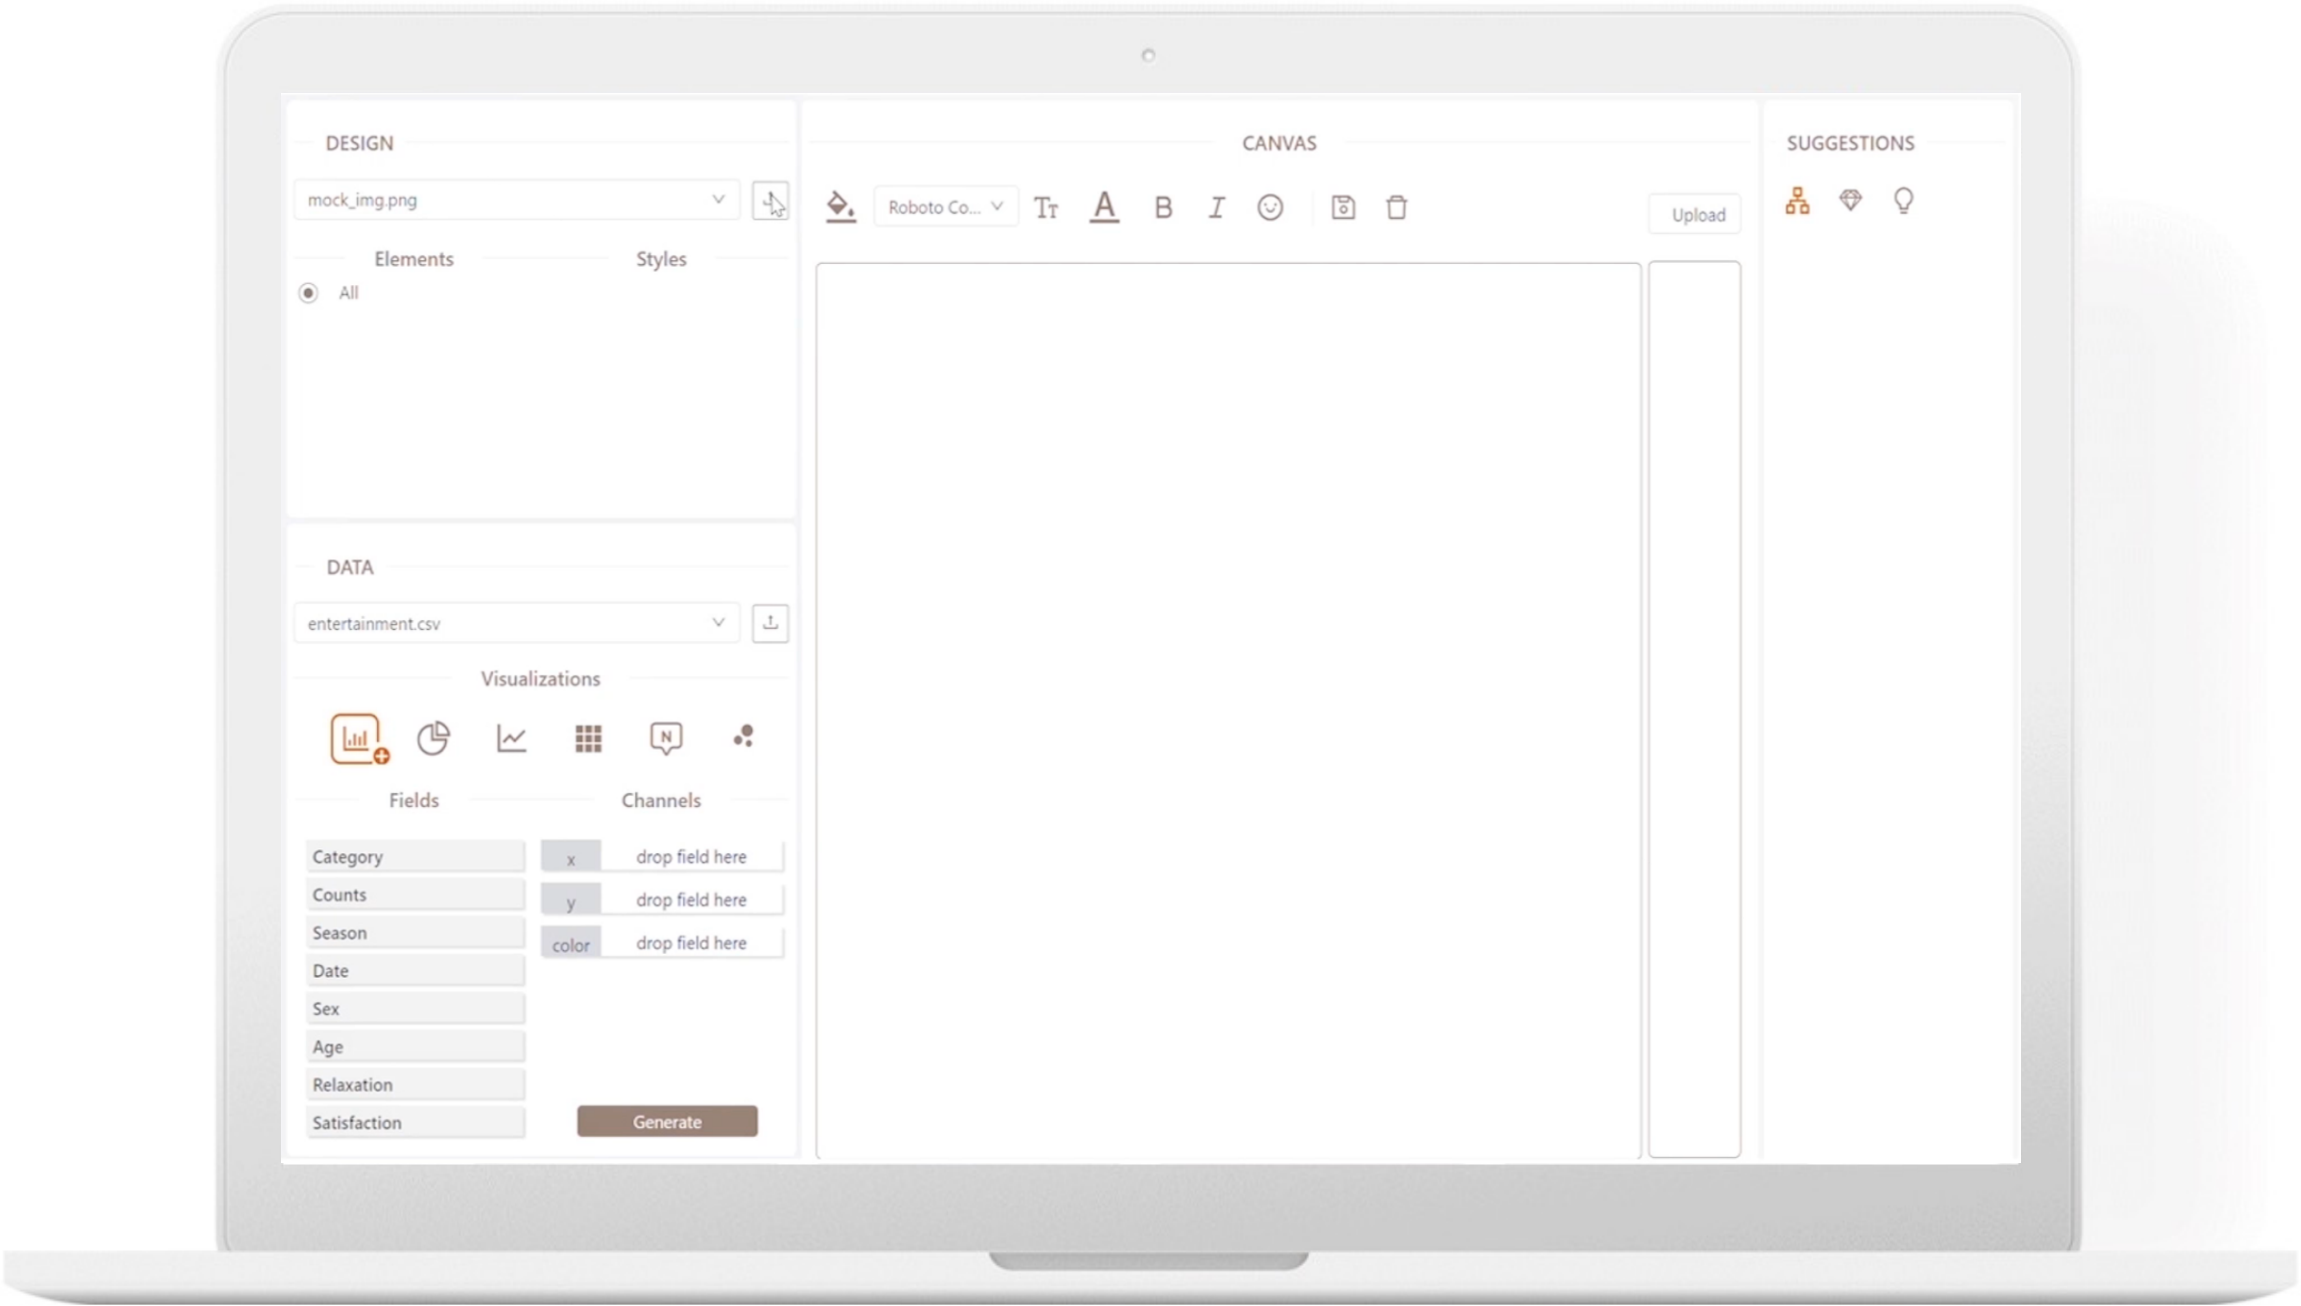 DESIGN
mock_img.png
Elements
Styles
All
DATA
entertainment.csv
Visualizations
N
Fields
Channels
Category
Counts
Season
Date
Sex
Age
Relaxation
Satisfaction
x drop field here
y drop field here
color drop field here
Generate
CANVAS
Roboto Co...
TT
A
B
I
Upload
SUGGESTIONS